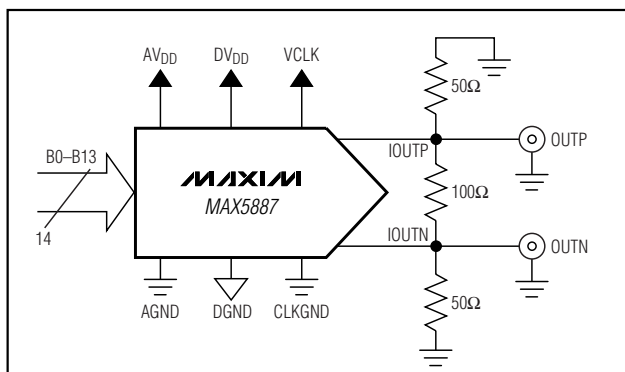 AVDD DVDD VCLK
50Ω
B0–B13
IOUTP
OUTP
MAXIM
MAX5887
100Ω
14
IOUTN
OUTN
AGND DGND CLKGND
50Ω